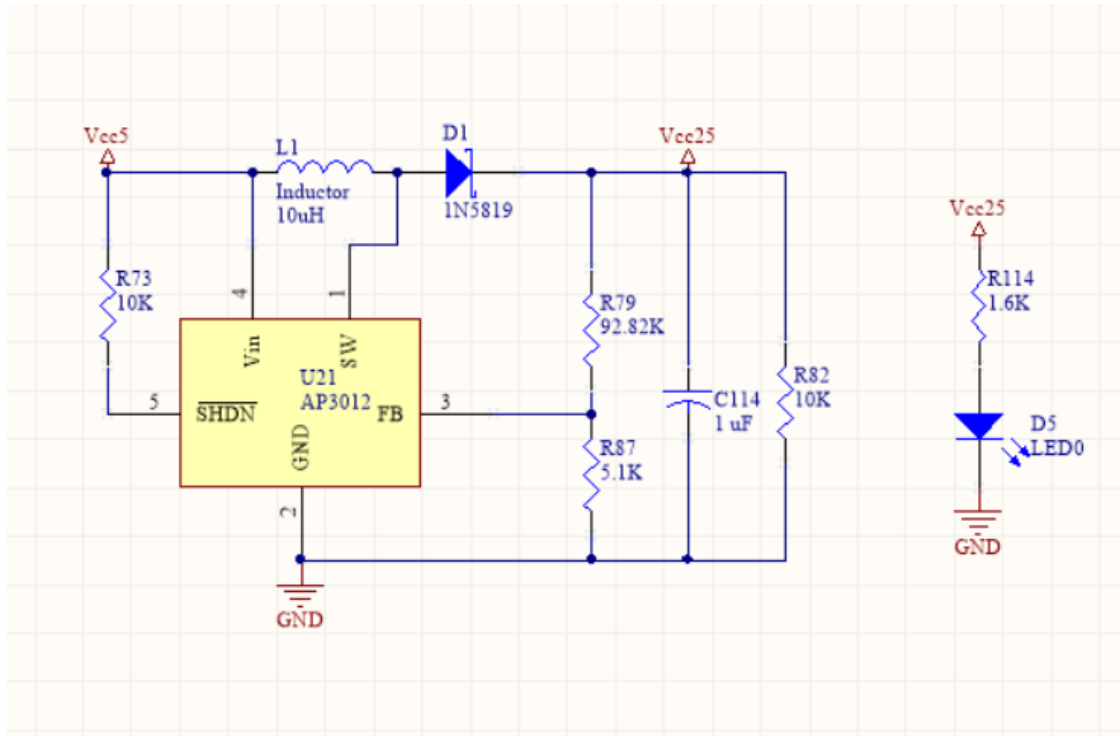 Vcc5
L1
Inductor
10uH
D1
1N5819
Vcc25
R73
10K
4
Vin
1
SW
U21
AP3012
5
SHDN
FB
3
GND
2
GND
R79
92.82K
R87
5.1K
C114
1 uF
R82
10K
Vcc25
R114
1.6K
D5
LED0
GND